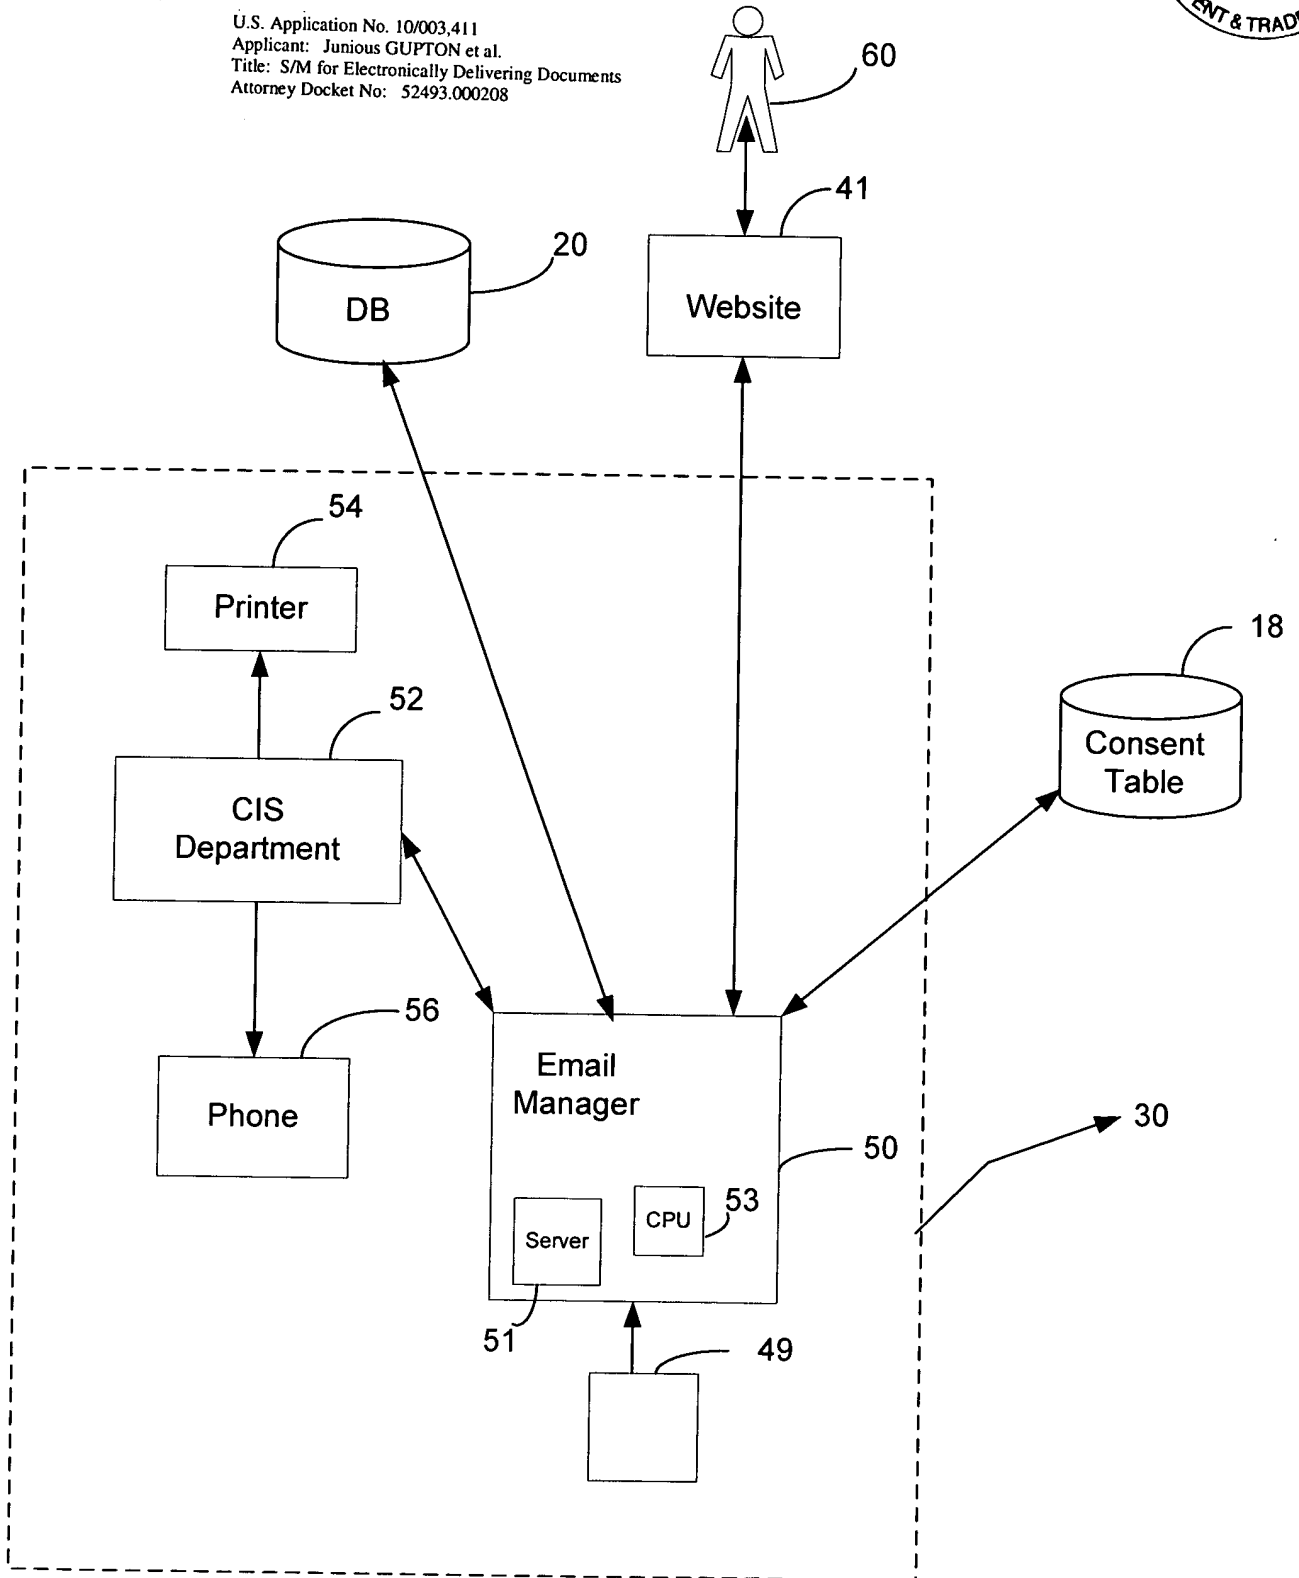 U.S. Application No. 10/003,411
Applicant: Junious GUPTON et al.
Title: S/M for Electronically Delivering Documents
Attorney Docket No: 52493.000208
ENT & TRADE
60
41
20
DB
Website
54
Printer
18
52
Consent
Table
CIS
Department
56
Email
Manager
Phone
30
50
53
CPU
Server
51
49